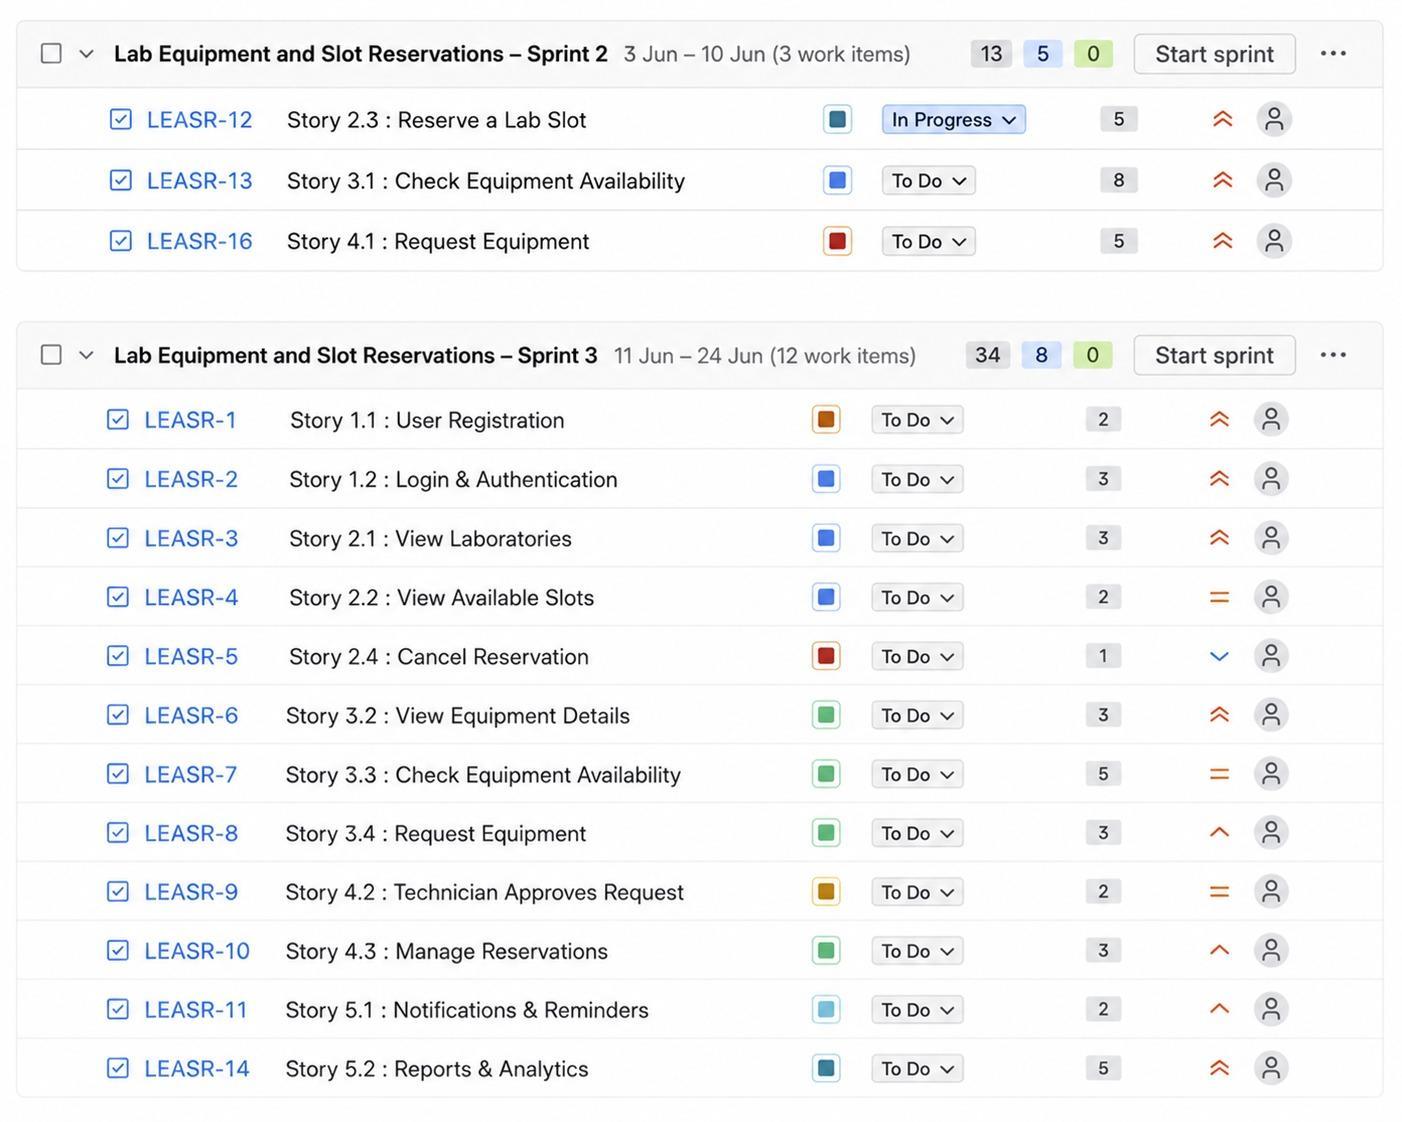 Lab Equipment and Slot Reservations – Sprint 2 3 Jun – 10 Jun (3 work items) 13 5 0 Start sprint ...
LEASR-12 Story 2.3 : Reserve a Lab Slot In Progress 5
LEASR-13 Story 3.1 : Check Equipment Availability To Do 8
LEASR-16 Story 4.1 : Request Equipment To Do 5
Lab Equipment and Slot Reservations – Sprint 3 11 Jun – 24 Jun (12 work items) 34 8 0 Start sprint ...
LEASR-1 Story 1.1 : User Registration To Do 2
LEASR-2 Story 1.2 : Login & Authentication To Do 3
LEASR-3 Story 2.1 : View Laboratories To Do 3
LEASR-4 Story 2.2 : View Available Slots To Do 2
LEASR-5 Story 2.4 : Cancel Reservation To Do 1
LEASR-6 Story 3.2 : View Equipment Details To Do 3
LEASR-7 Story 3.3 : Check Equipment Availability To Do 5
LEASR-8 Story 3.4 : Request Equipment To Do 3
LEASR-9 Story 4.2 : Technician Approves Request To Do 2
LEASR-10 Story 4.3 : Manage Reservations To Do 3
LEASR-11 Story 5.1 : Notifications & Reminders To Do 2
LEASR-14 Story 5.2 : Reports & Analytics To Do 5